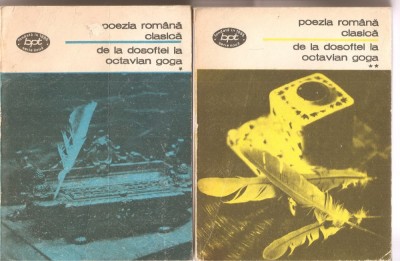 bpt
poezia română
clasică
de la dosoftei la
octavian goga
*
bpt
poezia română
clasică
de la dosoftei la
octavian goga
**